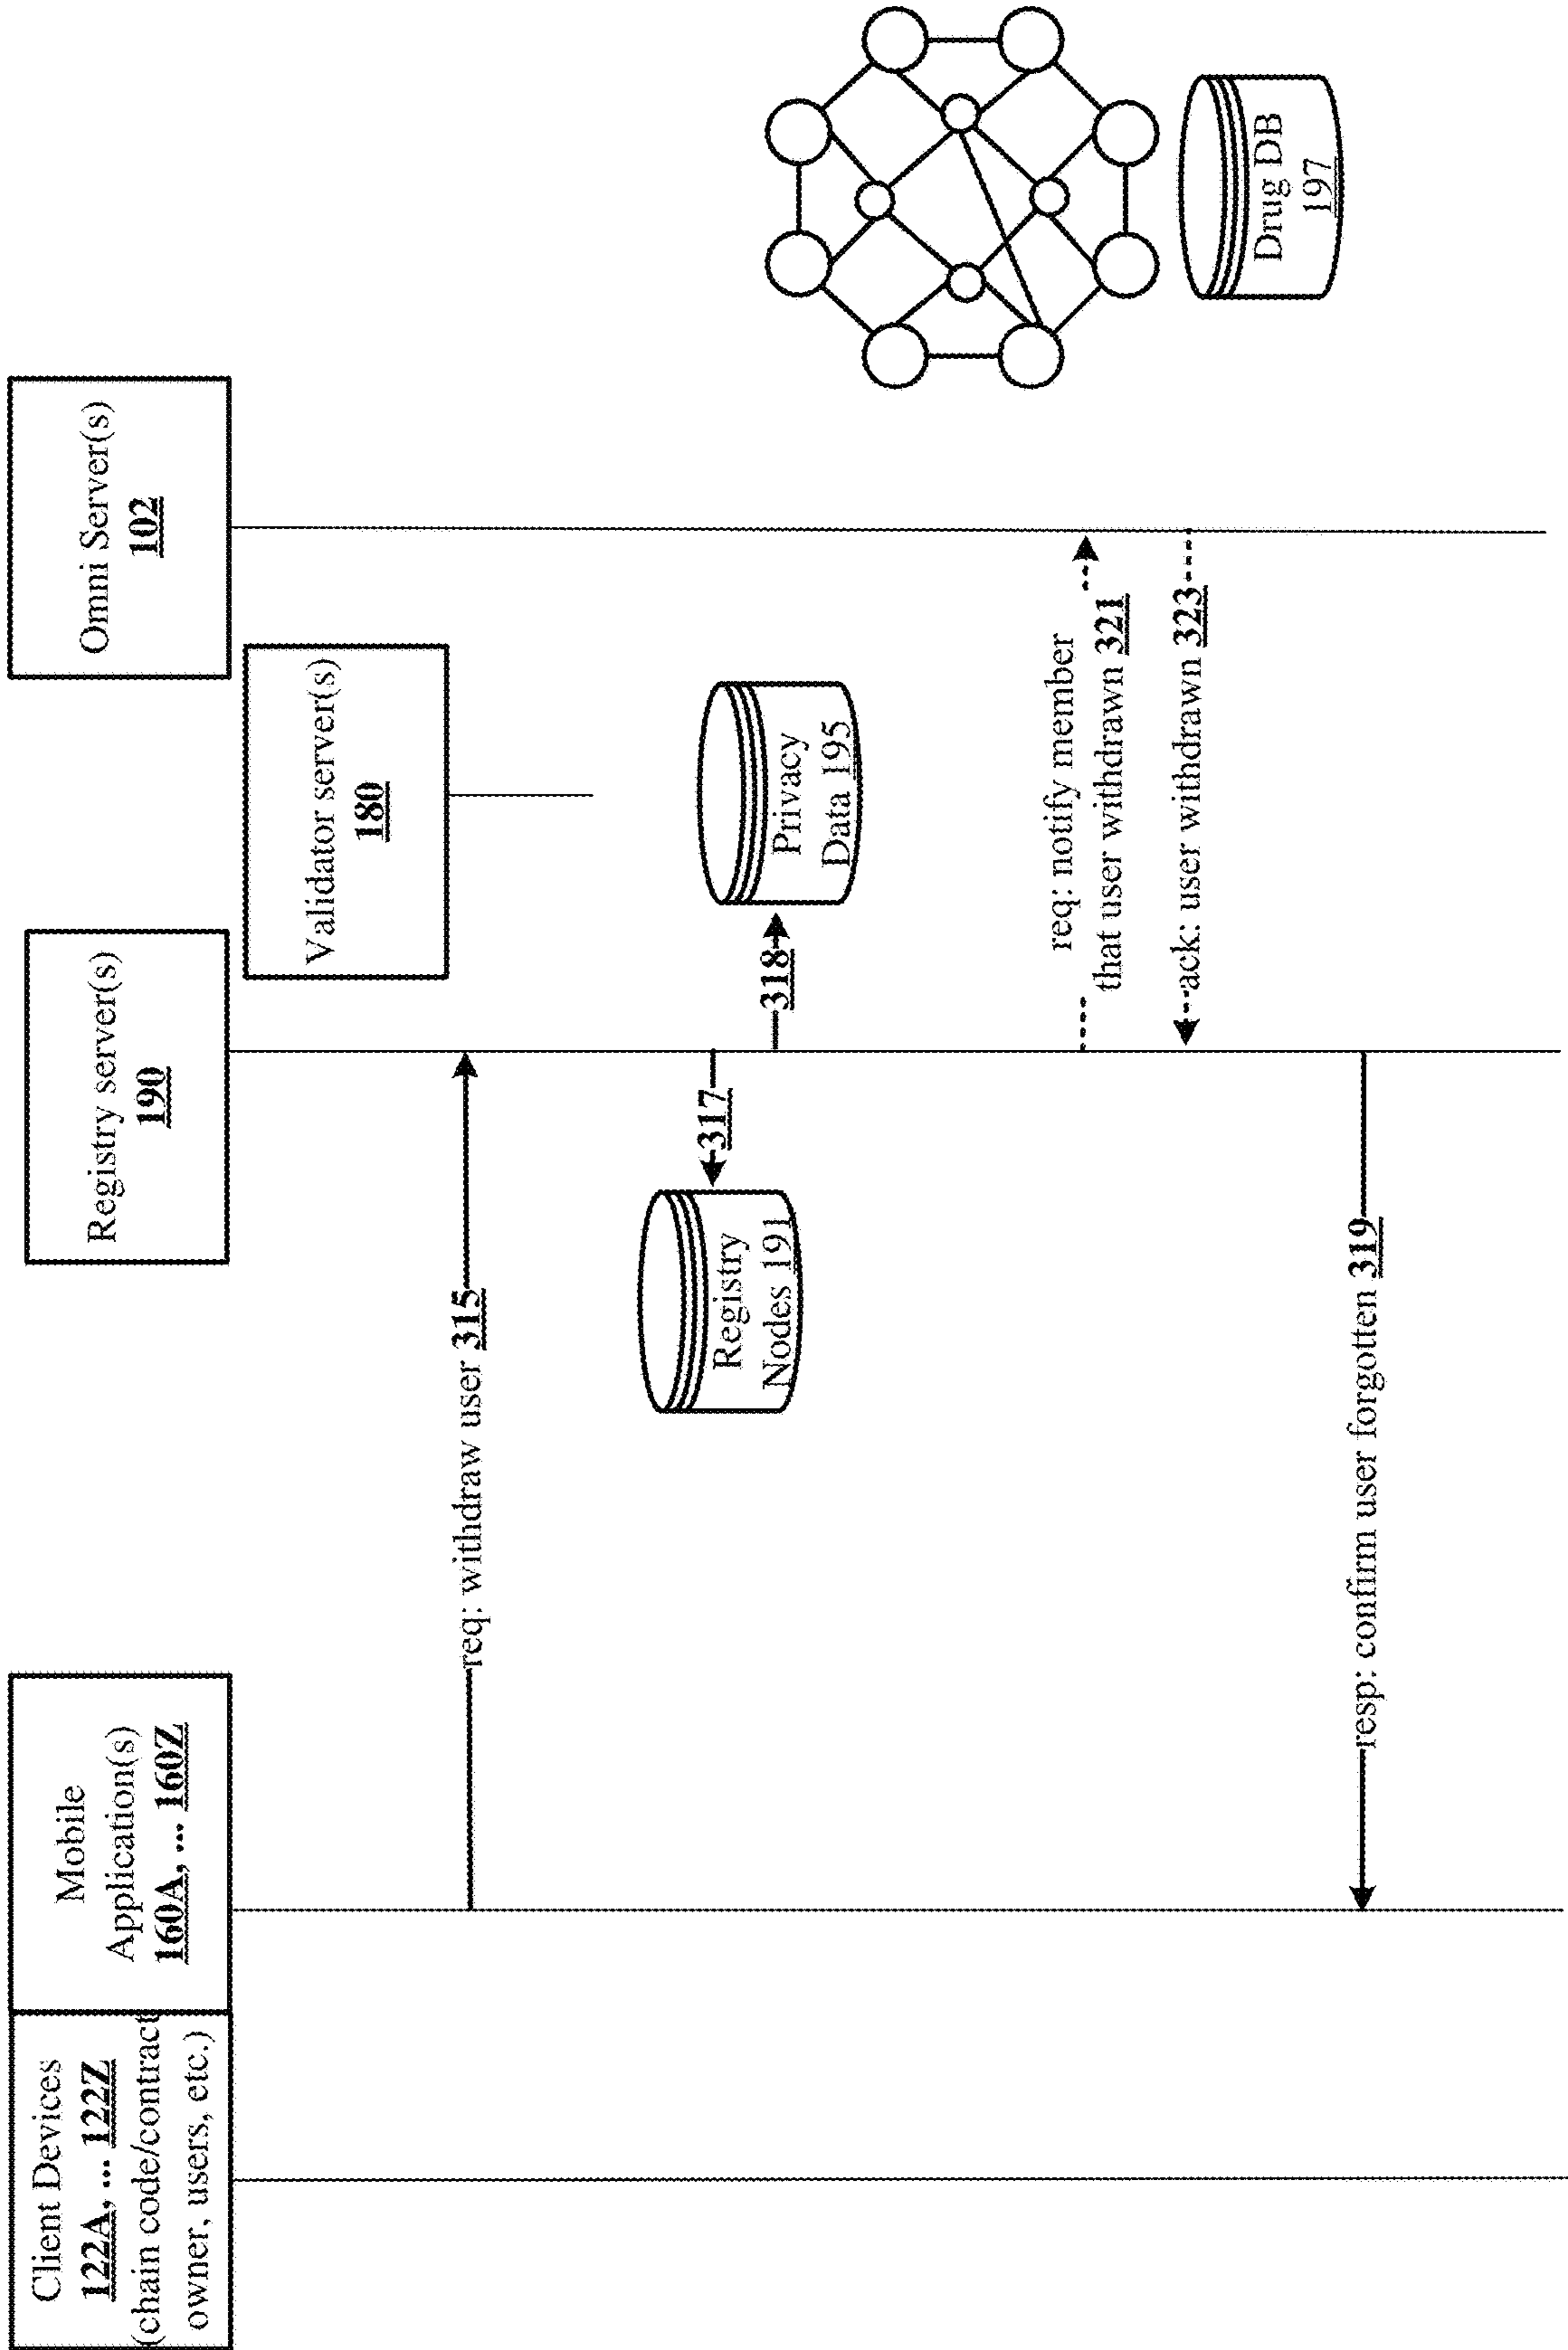 Client Devices
122A, ... 122Z
(chain code/contract
owner, users, etc.)
Mobile
Application(s)
160A, ... 160Z
Registry server(s)
190
Validator server(s)
180
Omni Server(s)
102
req: withdraw user 315
317
Registry
Nodes 191
318
Privacy
Data 195
req: notify member
that user withdrawn 321
ack: user withdrawn 323
resp: confirm user forgotten 319
Drug DB
197